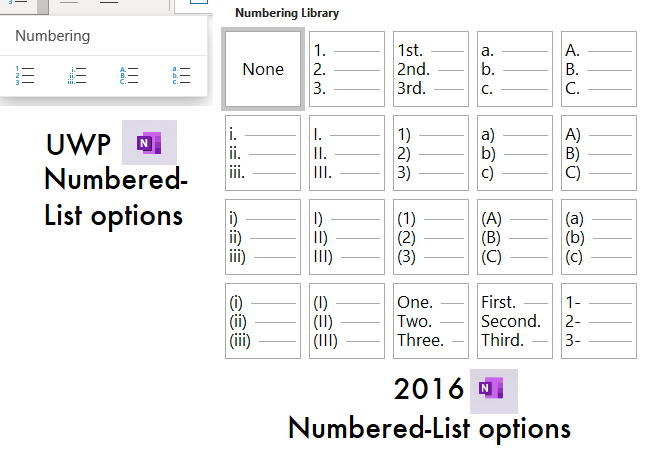 Numbering
1 2 3
i. ii. iii.
A. B. C.
a. b. c.
UWP N
Numbered-
List options
Numbering Library
None
1.
2.
3.
1st.
2nd.
3rd.
a.
b.
c.
A.
B.
C.
i.
ii.
iii.
I.
II.
III.
1)
2)
3)
a)
b)
c)
A)
B)
C)
i)
ii)
iii)
I)
II)
III)
(1)
(2)
(3)
(A)
(B)
(C)
(a)
(b)
(c)
(i)
(ii)
(iii)
(I)
(II)
(III)
One.
Two.
Three.
First.
Second.
Third.
1-
2-
3-
2016 N
Numbered-List options